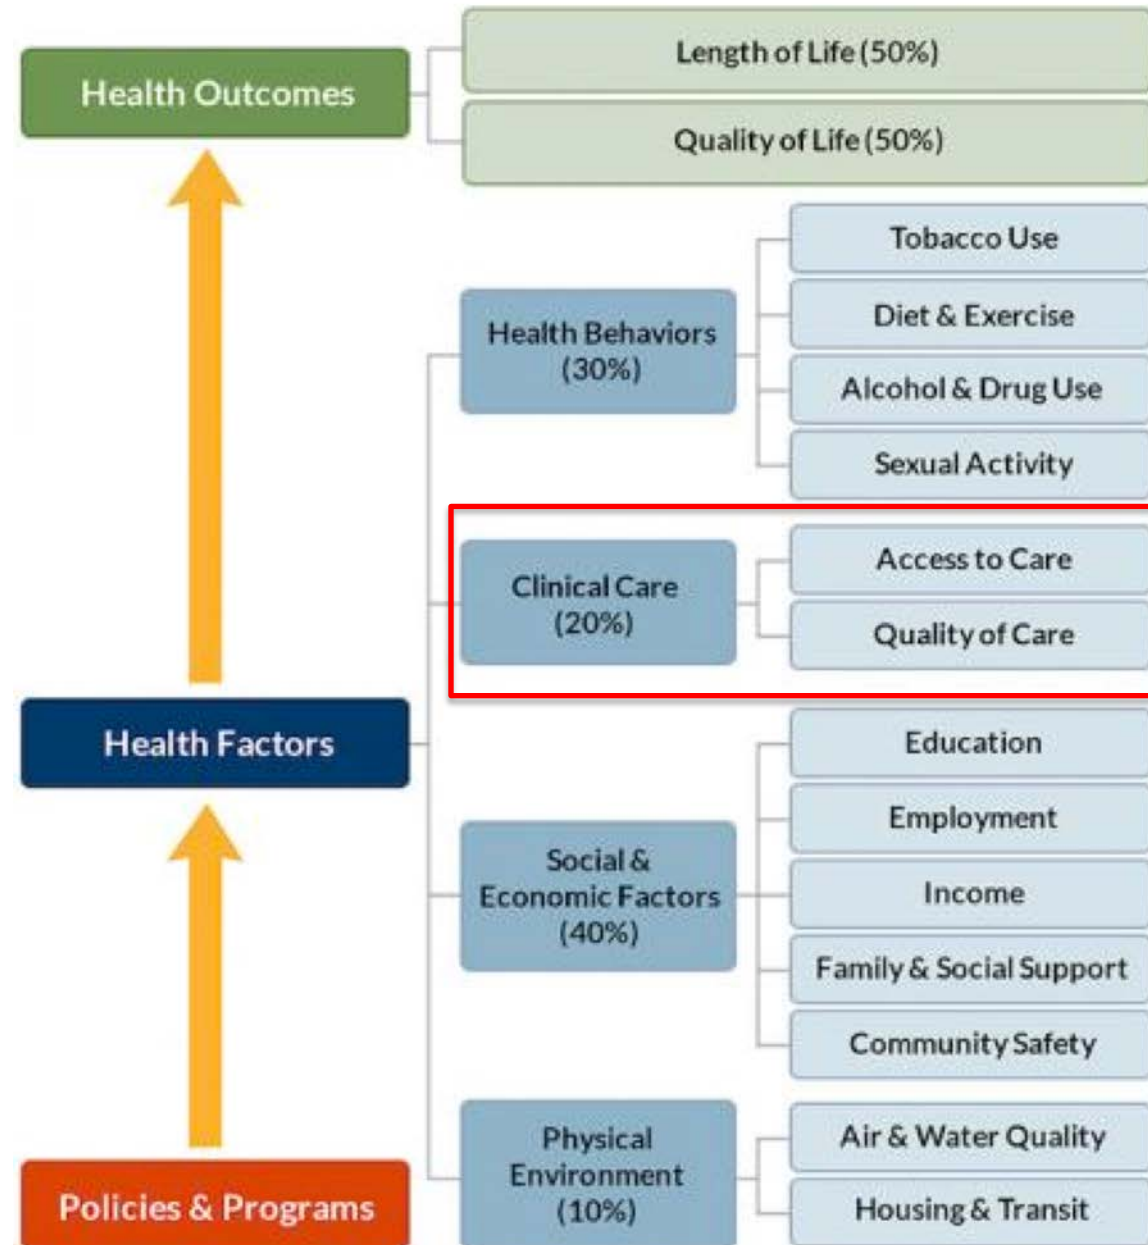 Health Outcomes
Length of Life (50%)
Quality of Life (50%)
Health Factors
Health Behaviors
(30%)
Tobacco Use
Diet & Exercise
Alcohol & Drug Use
Sexual Activity
Clinical Care
(20%)
Access to Care
Quality of Care
Social &
Economic Factors
(40%)
Education
Employment
Income
Family & Social Support
Community Safety
Physical
Environment
(10%)
Air & Water Quality
Housing & Transit
Policies & Programs